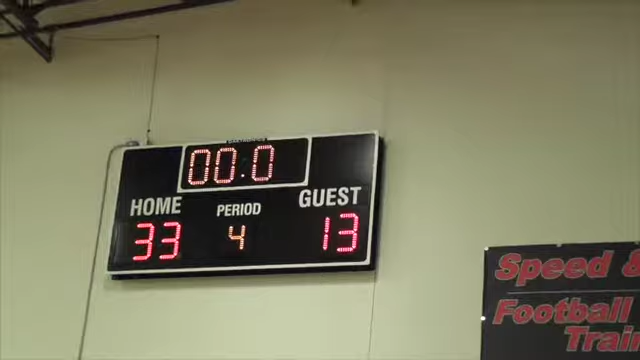 00.0
HOME PERIOD GUEST
33 4 13
Speed &
Football
Trai